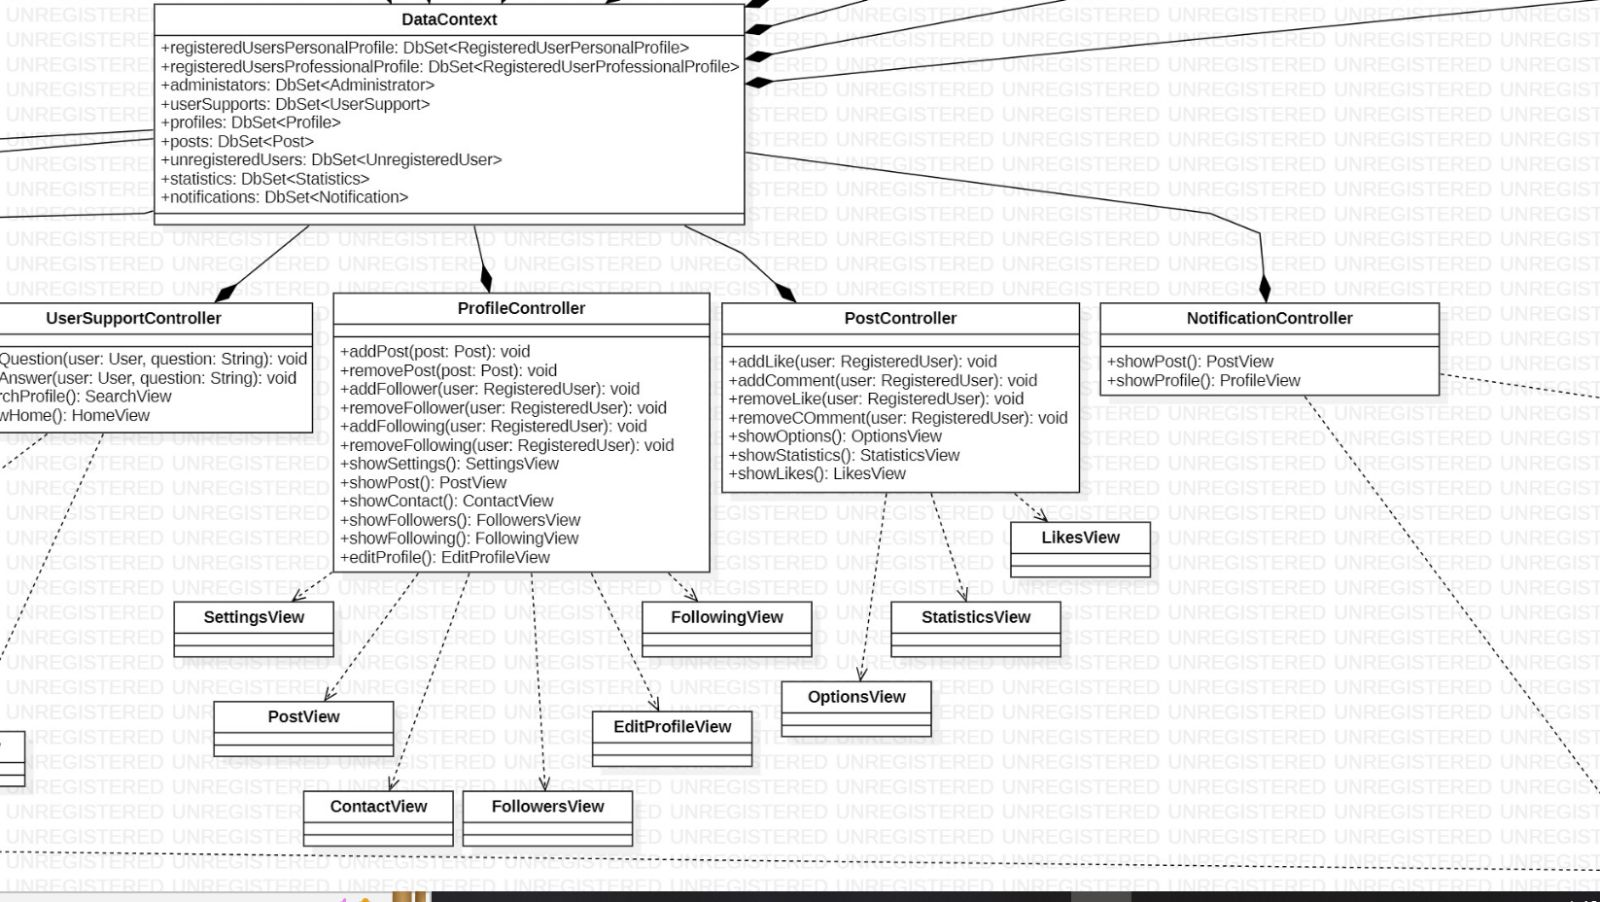 DataContext
+registeredUsersPersonalProfile: DbSet<RegisteredUserPersonalProfile>
+registeredUsersProfessionalProfile: DbSet<RegisteredUserProfessionalProfile>
+administators: DbSet<Administrator>
+userSupports: DbSet<UserSupport>
+profiles: DbSet<Profile>
+posts: DbSet<Post>
+unregisteredUsers: DbSet<UnregisteredUser>
+statistics: DbSet<Statistics>
+notifications: DbSet<Notification>
UserSupportController
Question(user: User, question: String): void
Answer(user: User, question: String): void
rchProfile(): SearchView
wHome(): HomeView
ProfileController
+addPost(post: Post): void
+removePost(post: Post): void
+addFollower(user: RegisteredUser): void
+removeFollower(user: RegisteredUser): void
+addFollowing(user: RegisteredUser): void
+removeFollowing(user: RegisteredUser): void
+showSettings(): SettingsView
+showPost(): PostView
+showContact(): ContactView
+showFollowers(): FollowersView
+showFollowing(): FollowingView
+editProfile(): EditProfileView
PostController
+addLike(user: RegisteredUser): void
+addComment(user: RegisteredUser): void
+removeLike(user: RegisteredUser): void
+removeCOmment(user: RegisteredUser): void
+showOptions(): OptionsView
+showStatistics(): StatisticsView
+showLikes(): LikesView
NotificationController
+showPost(): PostView
+showProfile(): ProfileView
LikesView
SettingsView
FollowingView
StatisticsView
OptionsView
PostView
EditProfileView
ContactView
FollowersView
UNREGISTERED